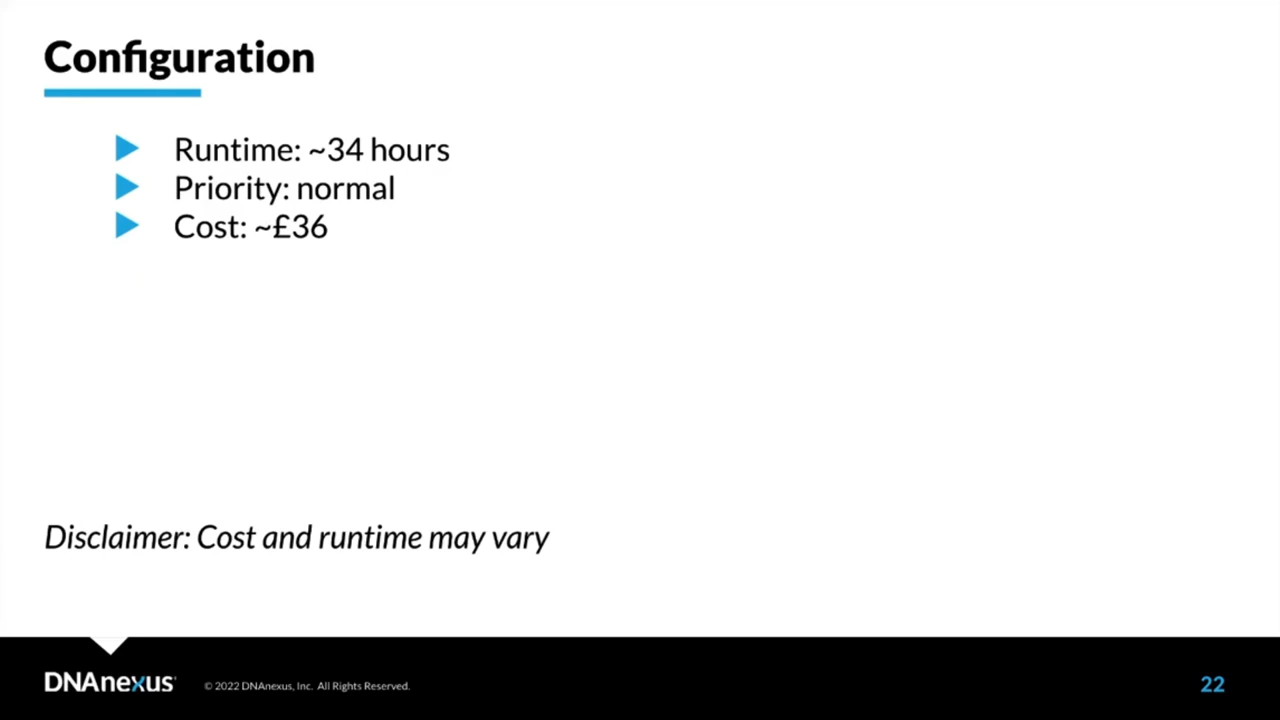 Configuration
Runtime: ~34 hours
Priority: normal
Cost: ~£36
Disclaimer: Cost and runtime may vary
DNAnexus
© 2022 DNAnexus, Inc. All Rights Reserved.
22